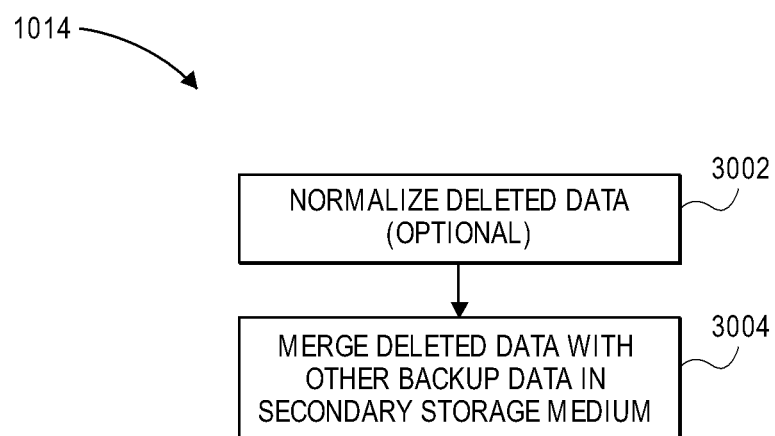 1014
3002
NORMALIZE DELETED DATA
(OPTIONAL)
3004
MERGE DELETED DATA WITH
OTHER BACKUP DATA IN
SECONDARY STORAGE MEDIUM